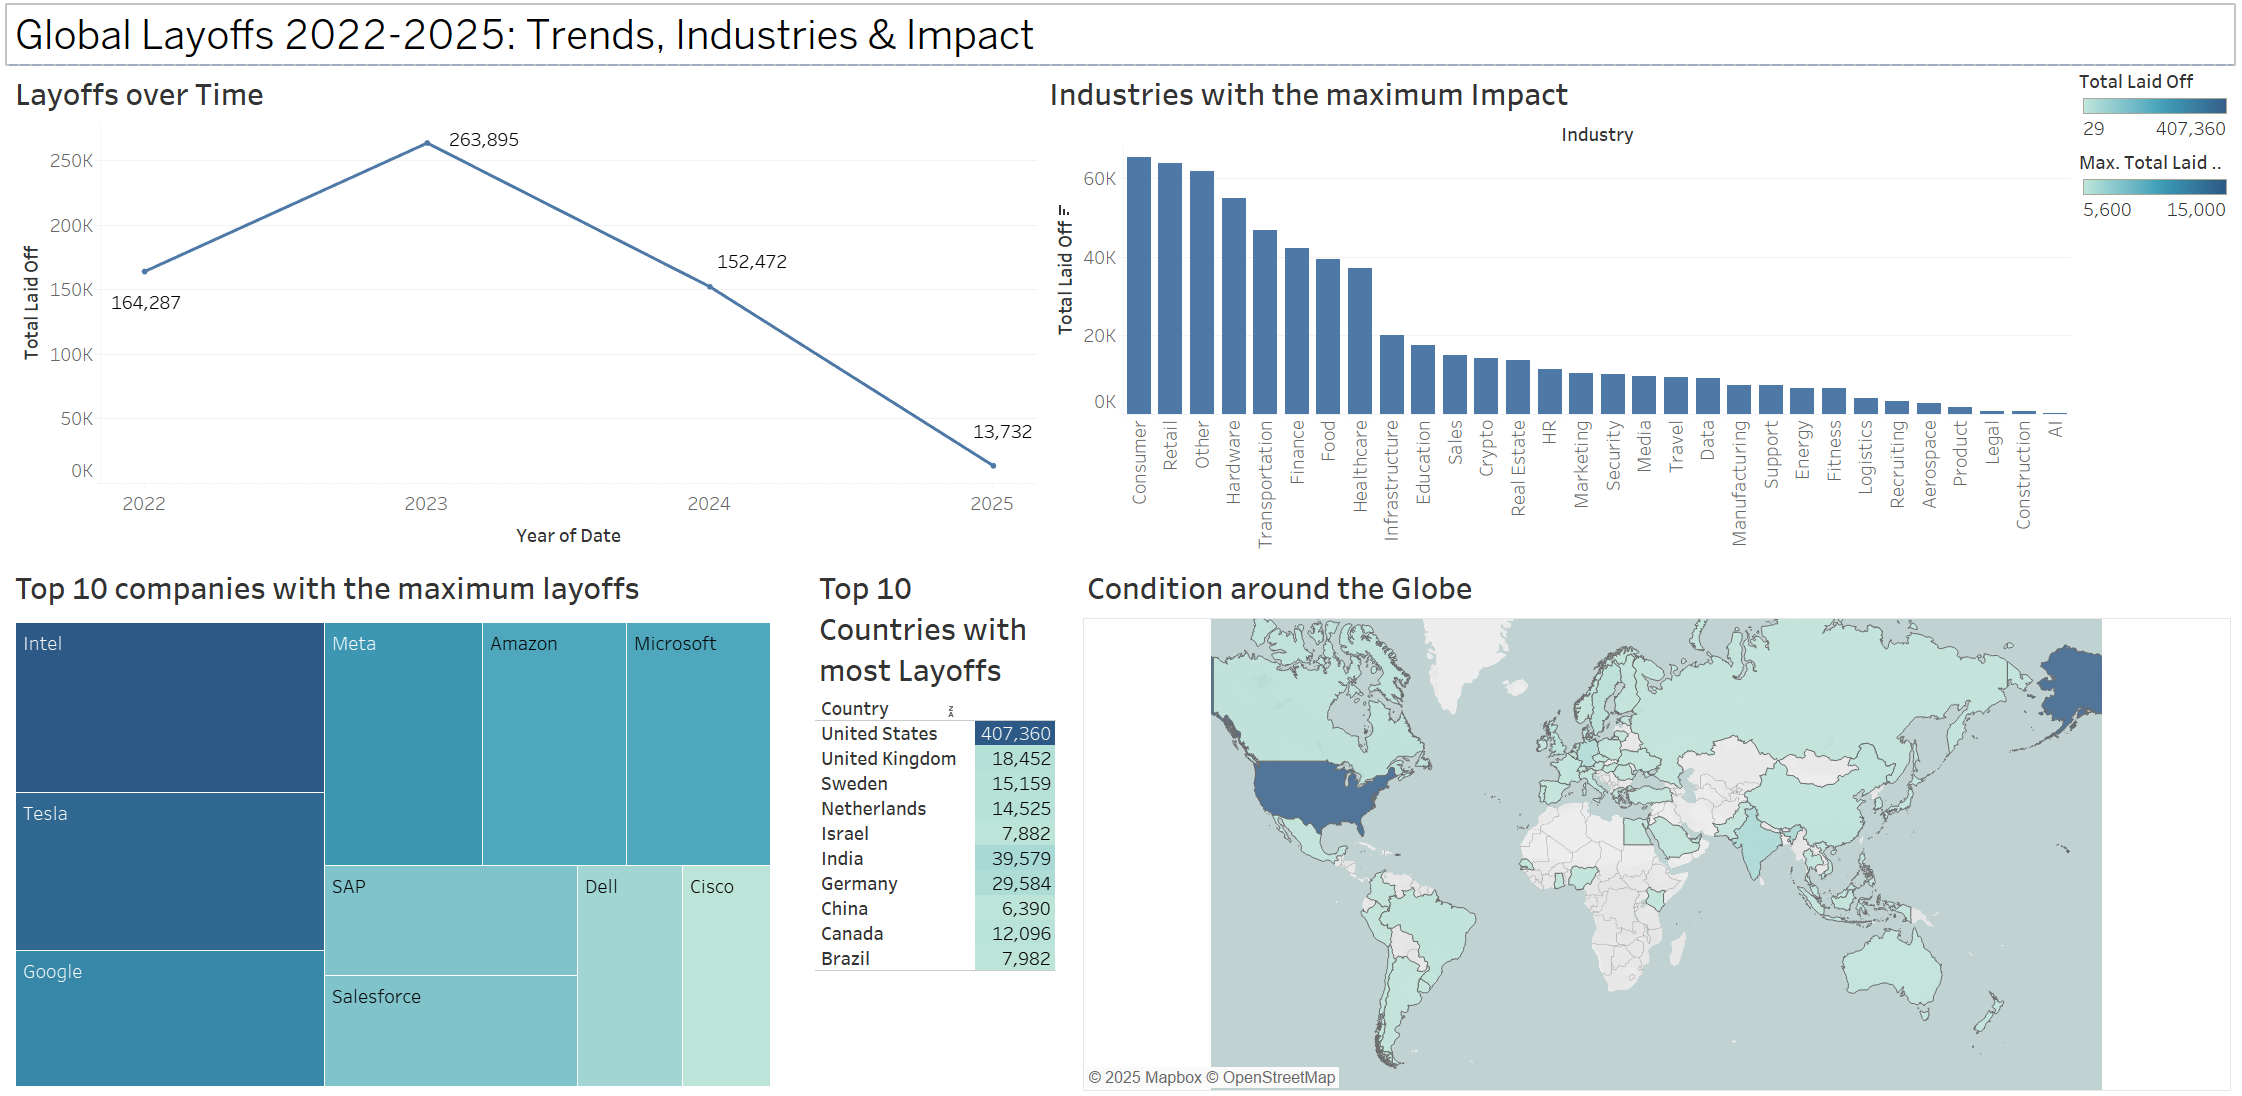 Global Layoffs 2022-2025: Trends, Industries & Impact
Layoffs over Time
250K
200K
150K
100K
50K
0K
Total Laid Off
164,287
263,895
152,472
13,732
2022
2023
2024
2025
Year of Date
Industries with the maximum Impact
Industry
60K
40K
20K
0K
Total Laid Off
Consumer
Retail
Other
Hardware
Transportation
Finance
Food
Healthcare
Infrastructure
Education
Sales
Crypto
Real Estate
HR
Marketing
Security
Media
Travel
Data
Manufacturing
Support
Energy
Fitness
Logistics
Recruiting
Aerospace
Product
Legal
Construction
AI
Total Laid Off
29 407,360
Max. Total Laid ..
5,600 15,000
Top 10 companies with the maximum layoffs
Intel
Tesla
Google
Meta
Amazon
Microsoft
SAP
Salesforce
Dell
Cisco
Top 10
Countries with
most Layoffs
Country
United States 407,360
United Kingdom 18,452
Sweden 15,159
Netherlands 14,525
Israel 7,882
India 39,579
Germany 29,584
China 6,390
Canada 12,096
Brazil 7,982
Condition around the Globe
© 2025 Mapbox © OpenStreetMap